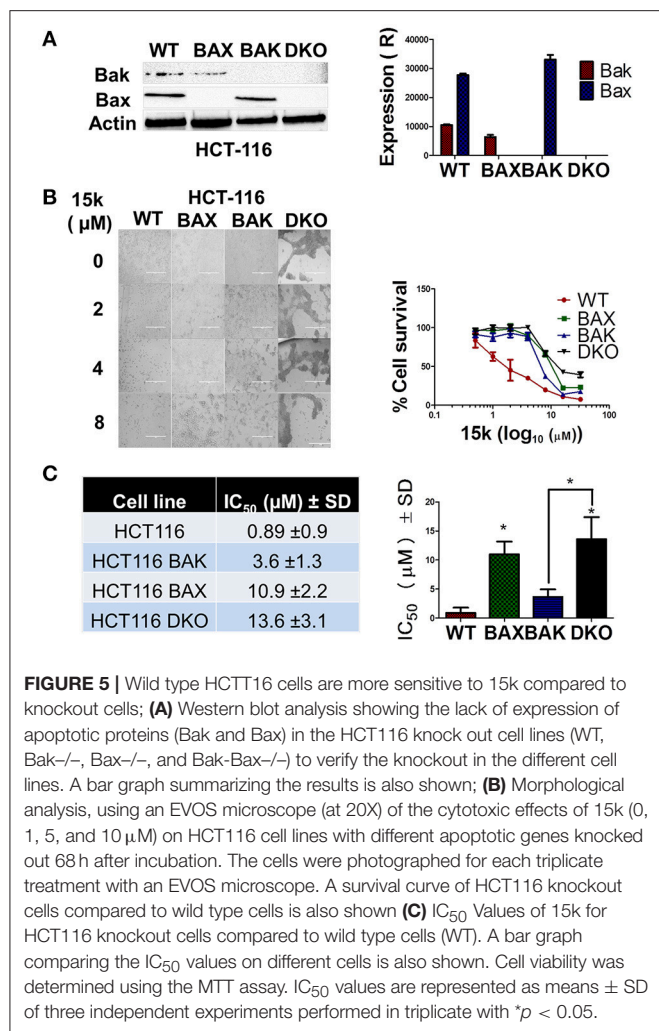 A
WT BAX BAK DKO
Bak
Bax
Actin
HCT-116
Expression ( R)
40000
30000
20000
10000
0
WT BAX BAK DKO
Bak
Bax
B
15k
( μM)
HCT-116
WT BAX BAK DKO
0
2
4
8
% Cell survival
100
50
0
0.1 1 10 100
15k (log10 (μM))
WT
BAX
BAK
DKO
C
Cell line IC50 (μM) ± SD
HCT116 0.89 ±0.9
HCT116 BAK 3.6 ±1.3
HCT116 BAX 10.9 ±2.2
HCT116 DKO 13.6 ±3.1
IC50 (μM) ± SD
20
15
10
5
0
* * *
WT BAX BAK DKO
FIGURE 5 | Wild type HCTT16 cells are more sensitive to 15k compared to
knockout cells; (A) Western blot analysis showing the lack of expression of
apoptotic proteins (Bak and Bax) in the HCT116 knock out cell lines (WT,
Bak–/–, Bax–/–, and Bak-Bax–/–) to verify the knockout in the different cell
lines. A bar graph summarizing the results is also shown; (B) Morphological
analysis, using an EVOS microscope (at 20X) of the cytotoxic effects of 15k (0,
1, 5, and 10 μM) on HCT116 cell lines with different apoptotic genes knocked
out 68 h after incubation. The cells were photographed for each triplicate
treatment with an EVOS microscope. A survival curve of HCT116 knockout
cells compared to wild type cells is also shown (C) IC50 Values of 15k for
HCT116 knockout cells compared to wild type cells (WT). A bar graph
comparing the IC50 values on different cells is also shown. Cell viability was
determined using the MTT assay. IC50 values are represented as means ± SD
of three independent experiments performed in triplicate with *p < 0.05.